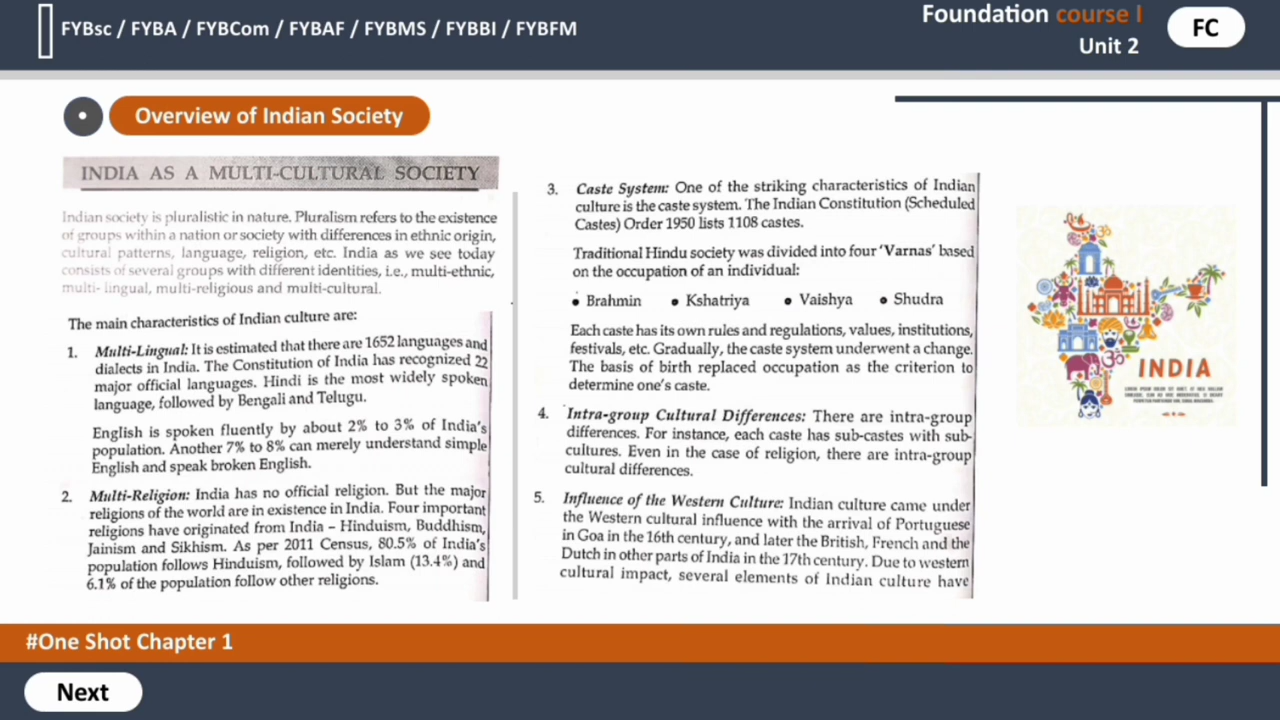 FYBsc / FYBA / FYBCom / FYBAF / FYBMS / FYBBI / FYBFM
Foundation course I
Unit 2
FC
Overview of Indian Society
INDIA AS A MULTI-CULTURAL SOCIETY
Indian society is pluralistic in nature. Pluralism refers to the existence
of groups within a nation or society with differences in ethnic origin,
cultural patterns, language, religion, etc. India as we see today
consists of several groups with different identities, i.e., multi-ethnic,
multi- lingual, multi-religious and multi-cultural.
The main characteristics of Indian culture are:
1. Multi-Lingual: It is estimated that there are 1652 languages and
dialects in India. The Constitution of India has recognized 22
major official languages. Hindi is the most widely spoken
language, followed by Bengali and Telugu.
English is spoken fluently by about 2% to 3% of India's
population. Another 7% to 8% can merely understand simple
English and speak broken English.
2. Multi-Religion: India has no official religion. But the major
religions of the world are in existence in India. Four important
religions have originated from India – Hinduism, Buddhism,
Jainism and Sikhism. As per 2011 Census, 80.5% of India's
population follows Hinduism, followed by Islam (13.4%) and
6.1% of the population follow other religions.
3. Caste System: One of the striking characteristics of Indian
culture is the caste system. The Indian Constitution (Scheduled
Castes) Order 1950 lists 1108 castes.
Traditional Hindu society was divided into four 'Varnas' based
on the occupation of an individual:
• Brahmin • Kshatriya • Vaishya • Shudra
Each caste has its own rules and regulations, values, institutions,
festivals, etc. Gradually, the caste system underwent a change.
The basis of birth replaced occupation as the criterion to
determine one's caste.
4. Intra-group Cultural Differences: There are intra-group
differences. For instance, each caste has sub-castes with sub-
cultures. Even in the case of religion, there are intra-group
cultural differences.
5. Influence of the Western Culture: Indian culture came under
the Western cultural influence with the arrival of Portuguese
in Goa in the 16th century, and later the British, French and the
Dutch in other parts of India in the 17th century. Due to western
cultural impact, several elements of Indian culture have
ॐ
ॐ
INDIA
#One Shot Chapter 1
Next